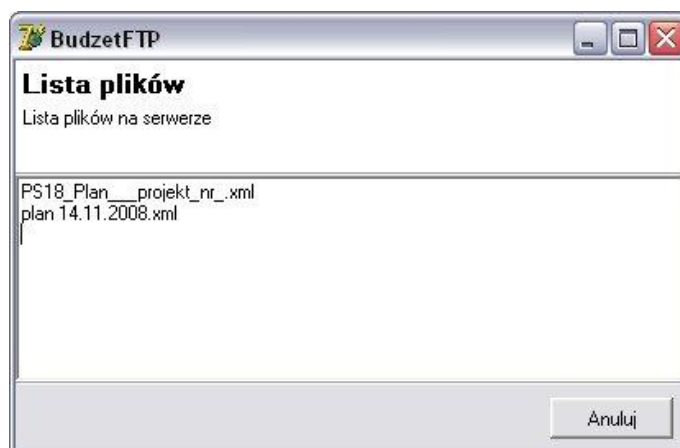 BudzetFTP
Lista plików
Lista plików na serwerze
PS18_Plan___projekt_nr_.xml
plan 14.11.2008.xml
Anuluj